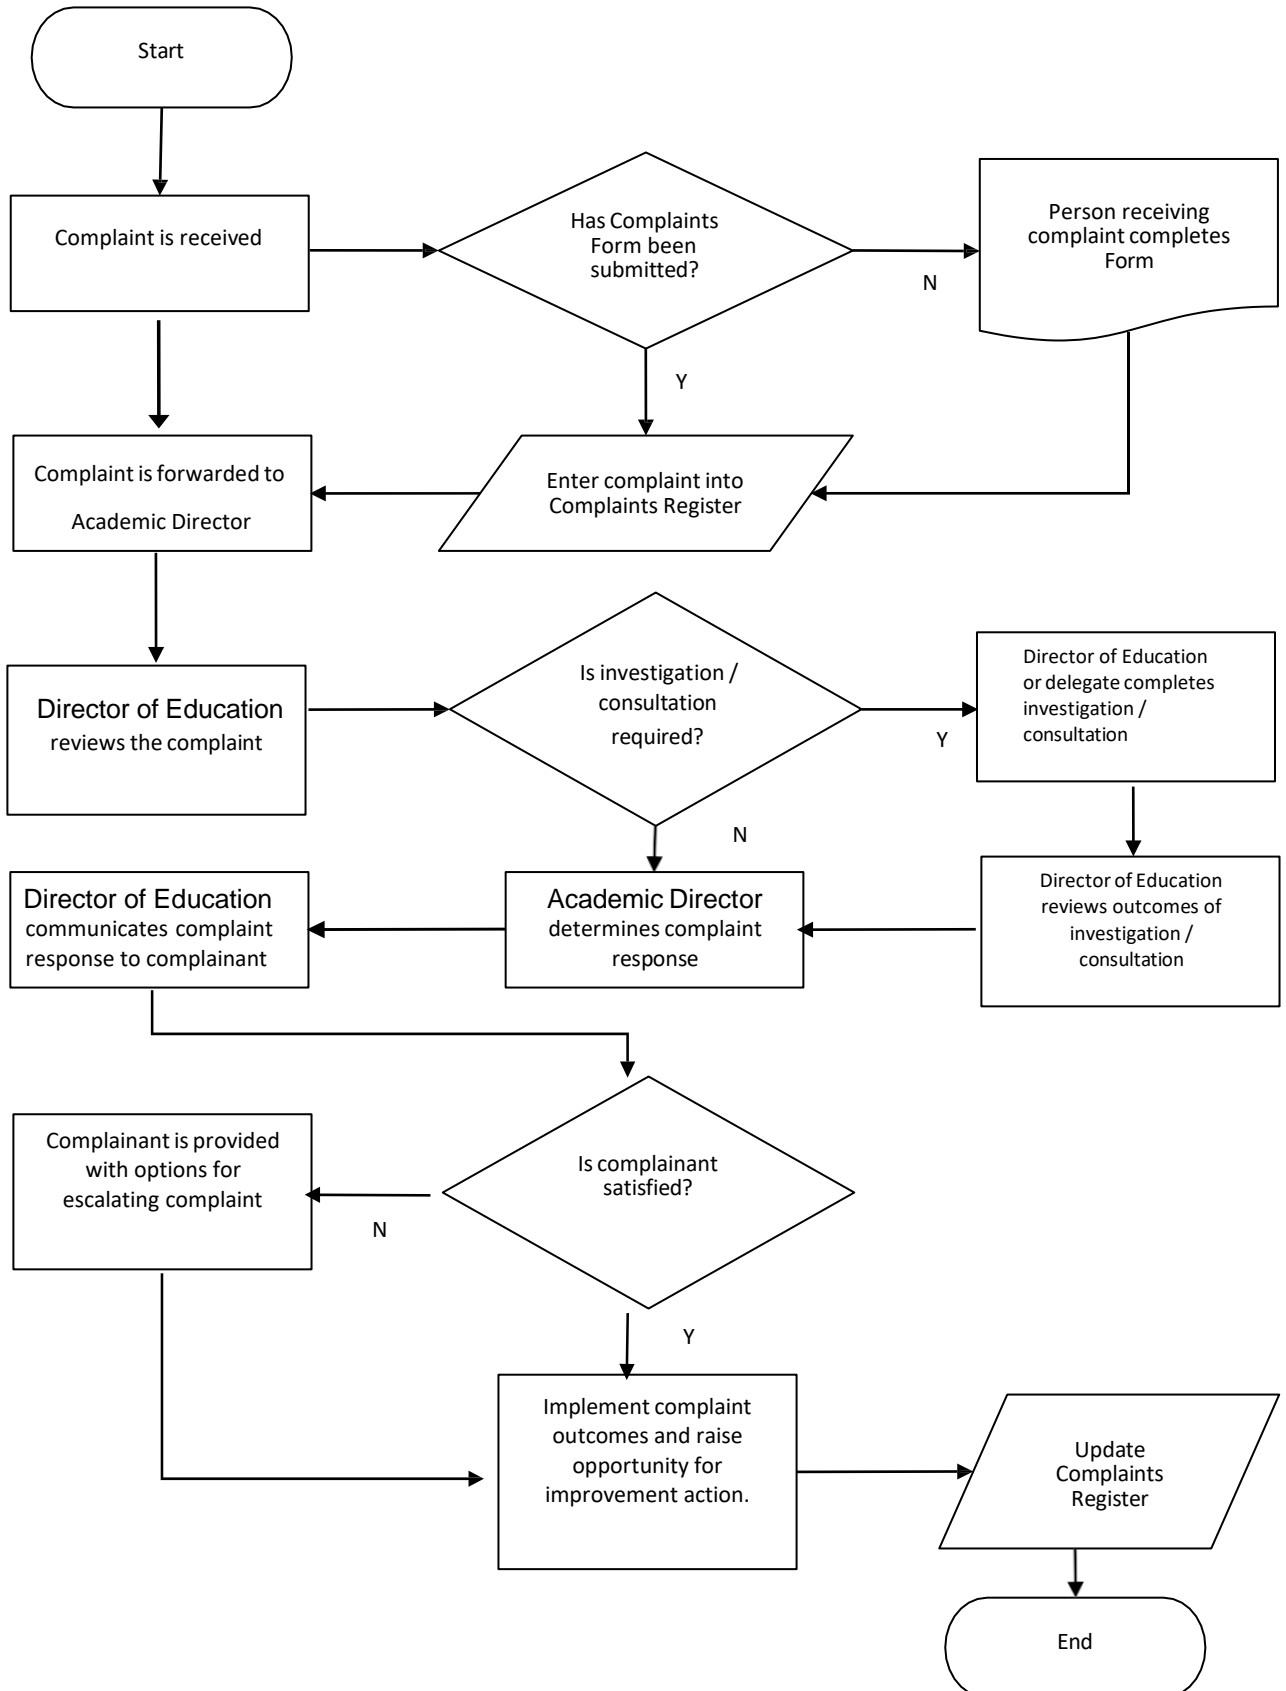 Start
Complaint is received
Has Complaints
Form been
submitted?
N
Person receiving
complaint completes
Form
Y
Complaint is forwarded to
Academic Director
Enter complaint into
Complaints Register
Director of Education
reviews the complaint
Is investigation /
consultation
required?
Y
Director of Education
or delegate completes
investigation /
consultation
N
Director of Education
communicates complaint
response to complainant
Academic Director
determines complaint
response
Director of Education
reviews outcomes of
investigation /
consultation
Complainant is provided
with options for
escalating complaint
N
Is complainant
satisfied?
Y
Implement complaint
outcomes and raise
opportunity for
improvement action.
Update
Complaints
Register
End